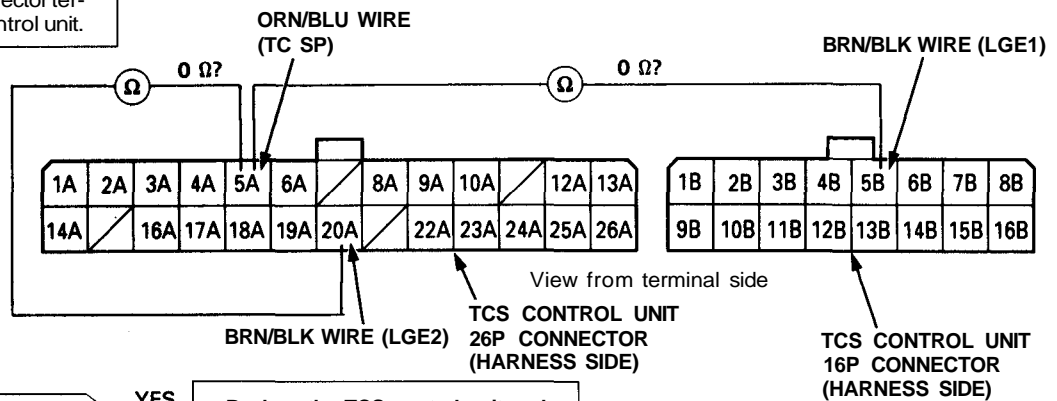 ector ter-
ntrol unit.
ORN/BLU WIRE
(TC SP)
BRN/BLK WIRE (LGE1)
Ω
0 Ω?
Ω
0 Ω?
1A 2A 3A 4A 5A 6A 8A 9A 10A 12A 13A
14A 16A 17A 18A 19A 20A 22A 23A 24A 25A 26A
1B 2B 3B 4B 5B 6B 7B 8B
9B 10B 11B 12B 13B 14B 15B 16B
View from terminal side
BRN/BLK WIRE (LGE2)
TCS CONTROL UNIT
26P CONNECTOR
(HARNESS SIDE)
TCS CONTROL UNIT
16P CONNECTOR
(HARNESS SIDE)
YES